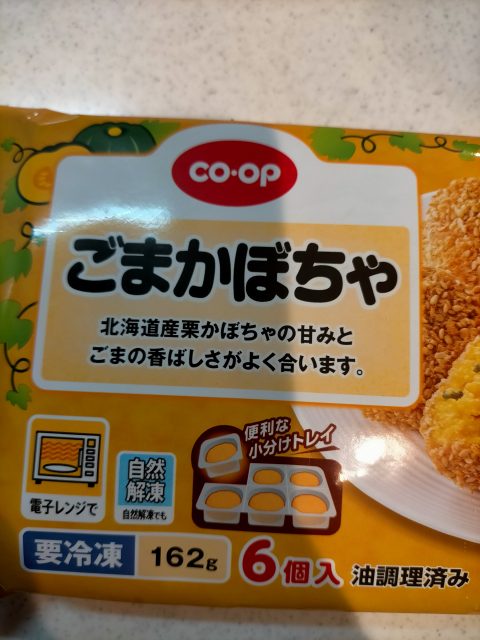 CO・OP
ごまかぼちゃ
北海道産栗かぼちゃの甘みと
ごまの香ばしさがよく合います。
便利な
小分けトレイ
電子レンジで
自然
解凍
自然解凍でも
要冷凍 162g 6個入 油調理済み